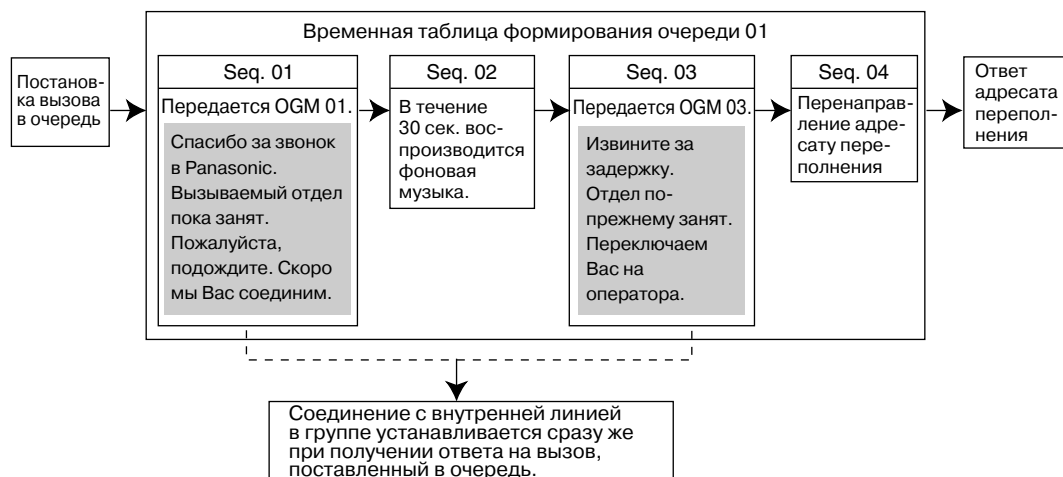 Временная таблица формирования очереди 01
Постанов-
ка вызова
в очередь
Seq. 01
Передается OGM 01.
Спасибо за звонок
в Panasonic.
Вызываемый отдел
пока занят.
Пожалуйста,
подождите. Скоро
мы Вас соединим.
Seq. 02
В течение
30 сек. вос-
производится
фоновая
музыка.
Seq. 03
Передается OGM 03.
Извините за
задержку.
Отдел по-
прежнему занят.
Переключаем
Вас на
оператора.
Seq. 04
Перенаправ-
ление адре-
сату пере-
полнения
Ответ
адресата
перепол-
нения
Соединение с внутренней линией
в группе устанавливается сразу же
при получении ответа на вызов,
поставленный в очередь.